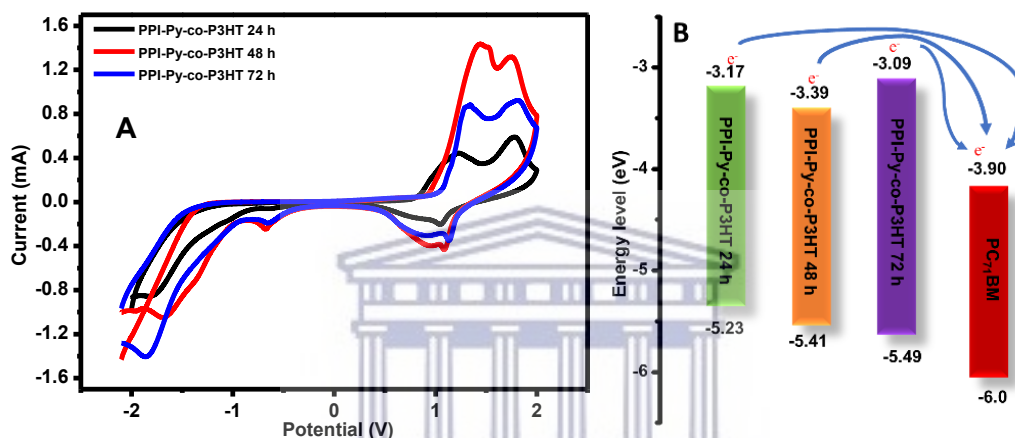 PPI-Py-co-P3HT 24 h
PPI-Py-co-P3HT 48 h
PPI-Py-co-P3HT 72 h
A
1.6
1.2
0.8
0.4
0.0
-0.4
-0.8
-1.2
-1.6
Current (mA)
-2
-1
0
1
2
Potential (V)
B
-3
-4
-5
-6
Energy level (eV)
e-
-3.17
PPI-Py-co-P3HT 24 h
-5.23
e-
-3.39
PPI-Py-co-P3HT 48 h
-5.41
e-
-3.09
PPI-Py-co-P3HT 72 h
-5.49
e-
-3.90
PC71BM
-6.0